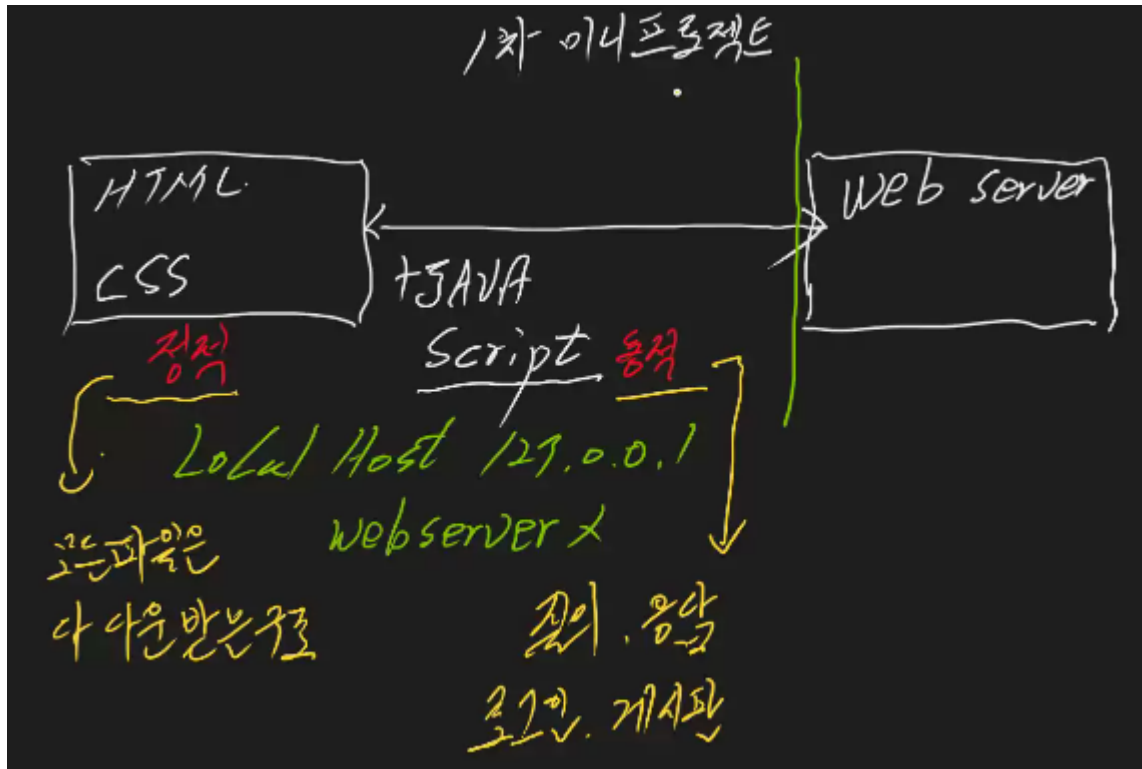 1차 미니프로젝트
HTML.
CSS
web server
+JAVA
Script
정적
동적
Local Host 127.0.0.1
webserver x
모든파일은
다 다운받는구조
질의. 응답
로그인. 게시판